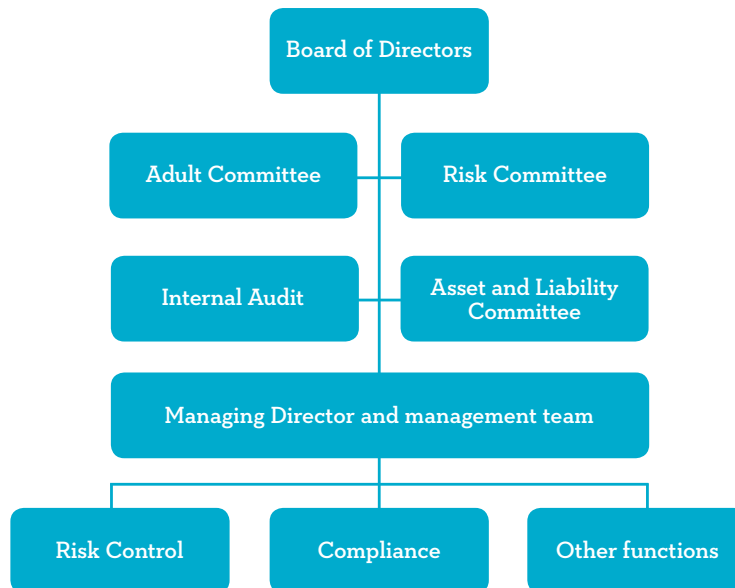 Board of Directors
Adult Committee
Risk Committee
Internal Audit
Asset and Liability
Committee
Managing Director and management team
Risk Control
Compliance
Other functions